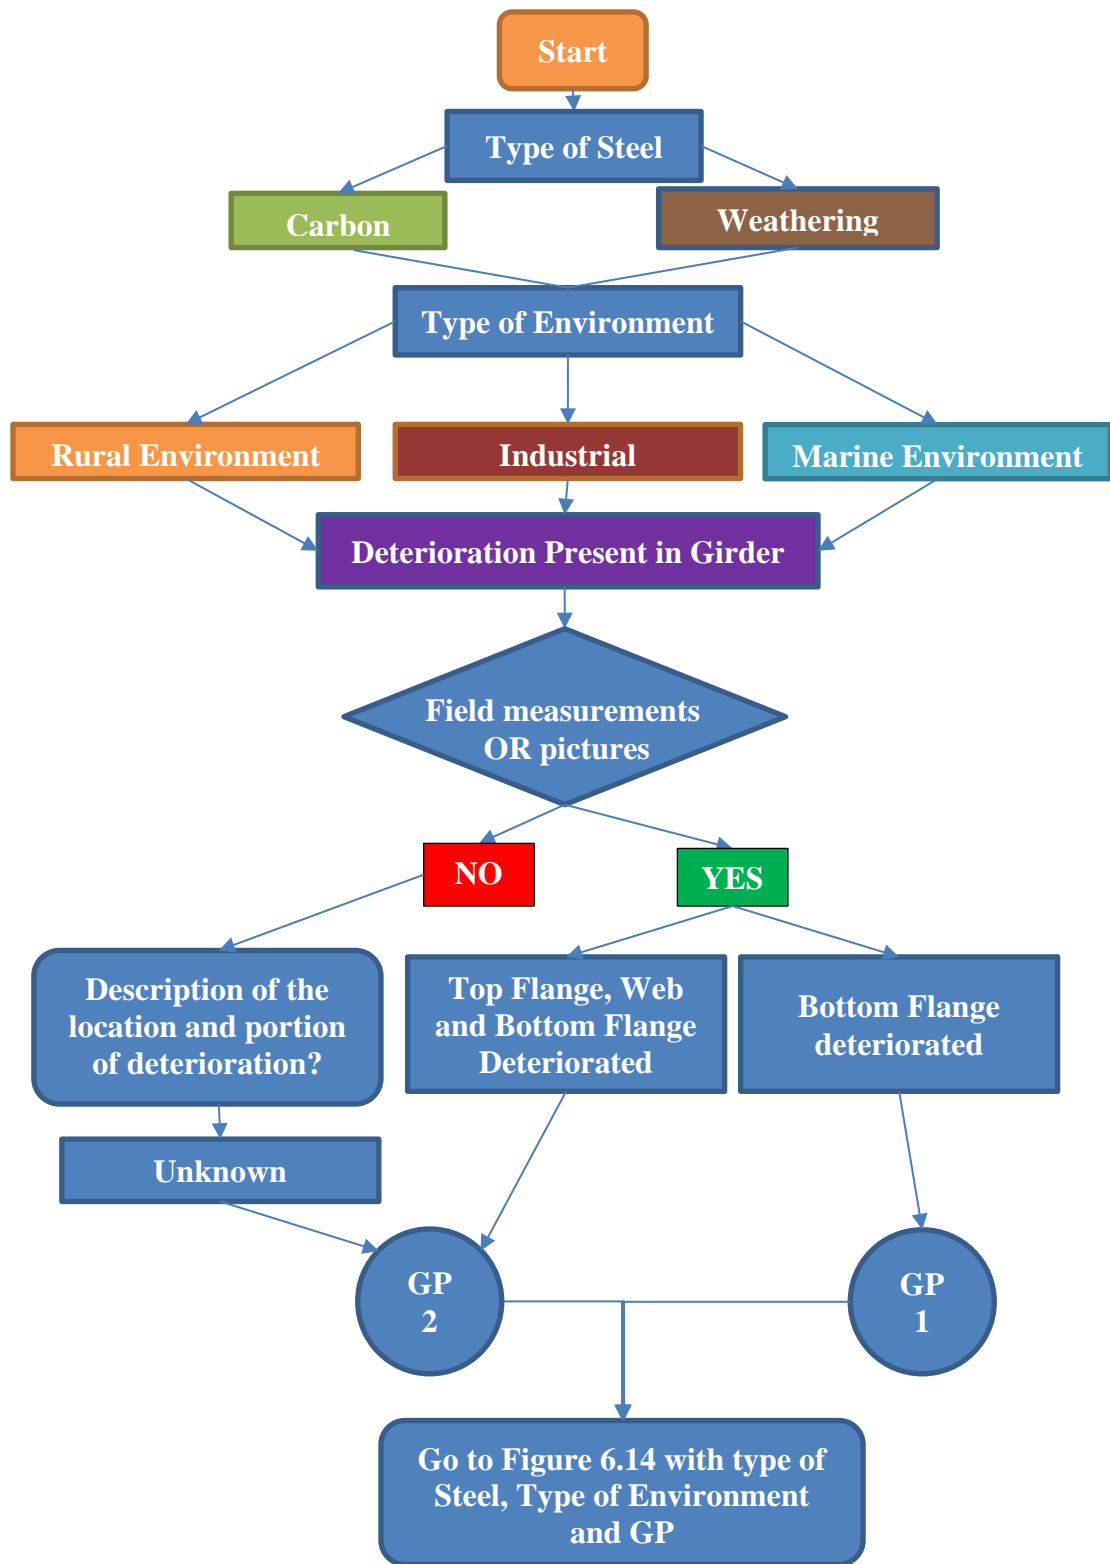 Start
Type of Steel
Carbon
Weathering
Type of Environment
Rural Environment
Industrial
Marine Environment
Deterioration Present in Girder
Field measurements
OR pictures
NO
YES
Description of the
location and portion
of deterioration?
Top Flange, Web
and Bottom Flange
Deteriorated
Bottom Flange
deteriorated
Unknown
GP
2
GP
1
Go to Figure 6.14 with type of
Steel, Type of Environment
and GP